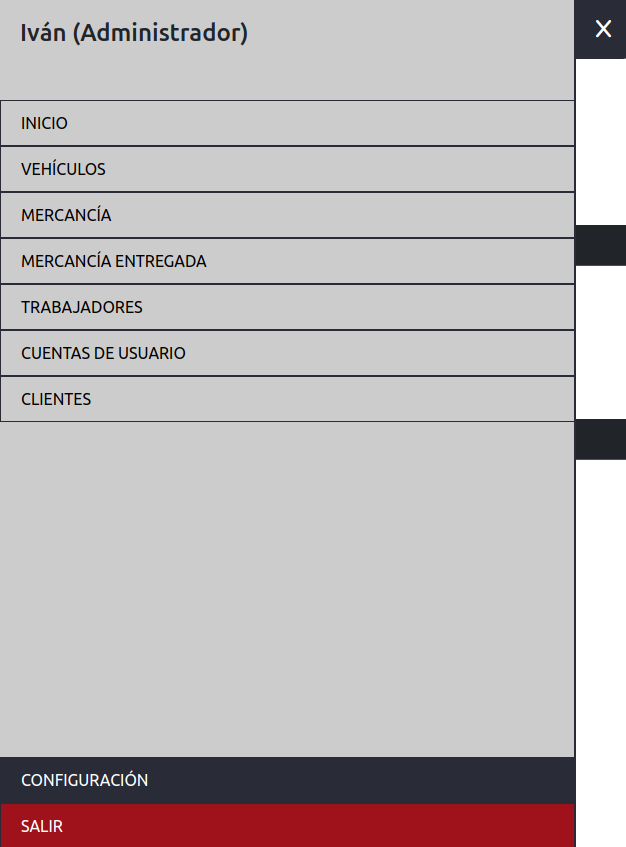 Iván (Administrador)
X
INICIO
VEHÍCULOS
MERCANCÍA
MERCANCÍA ENTREGADA
TRABAJADORES
CUENTAS DE USUARIO
CLIENTES
CONFIGURACIÓN
SALIR